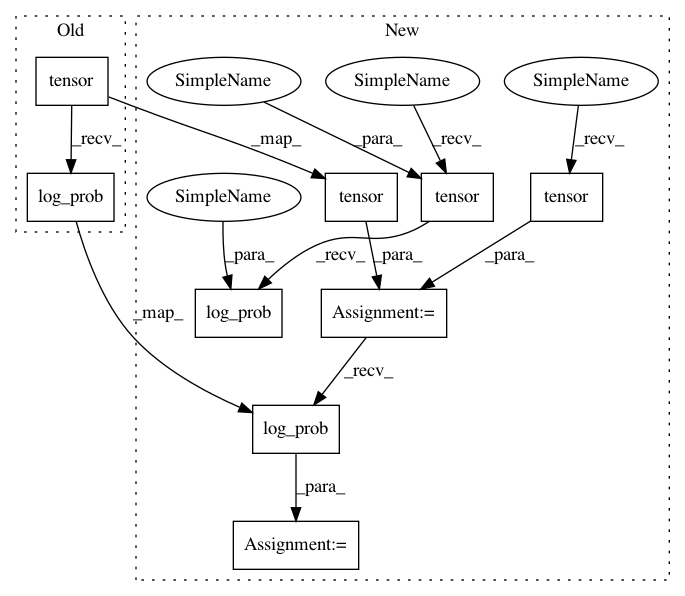 Old
New
tensor
SimpleName
SimpleName
SimpleName
_recv_
_map_
_para_
_recv_
_recv_
log_prob
SimpleName
tensor
tensor
tensor
_para_
_recv_
_para_
_para_
_map_
log_prob
Assignment:=
_recv_
log_prob
_para_
Assignment:=